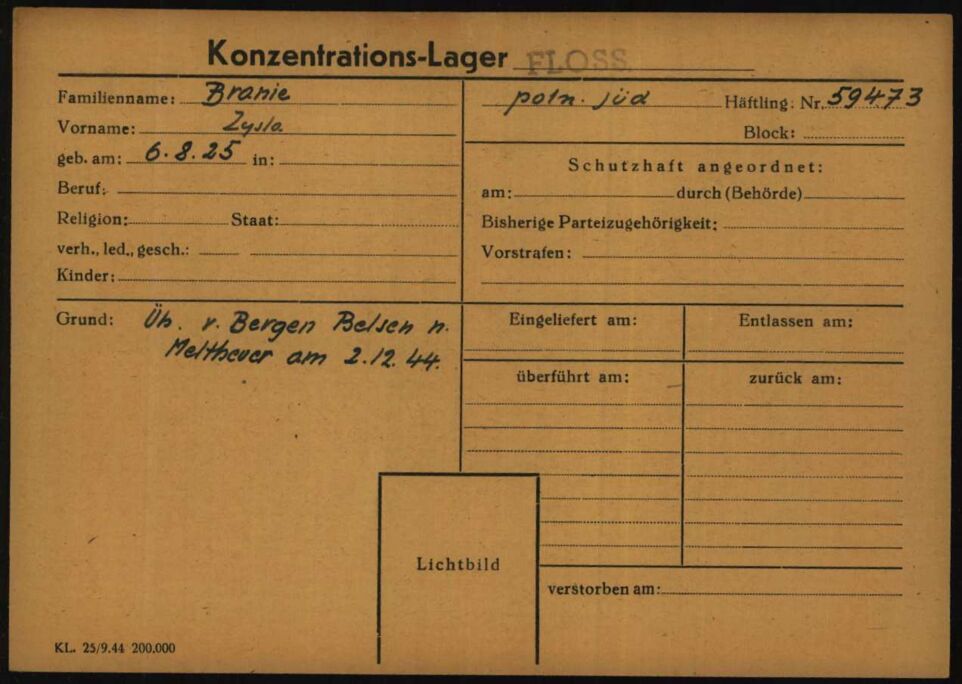 Konzentrations-Lager FLOSS.
Familienname: Branie
Vorname: Zysla
geb. am: 6.8.25 in:
Beruf:
Religion: Staat:
verh., led., gesch.:
Kinder:
poln. Jüd Häftling. Nr. 59473
Block:
Schutzhaft angeordnet:
am: durch (Behörde)
Bisherige Parteizugehörigkeit:
Vorstrafen:
Grund: Üb. v. Bergen Belsen n.
Meltheuer am 2.12.44.
Eingeliefert am: Entlassen am:
überführt am: zurück am:
Lichtbild
verstorben am:
KL. 25/9.44 200.000